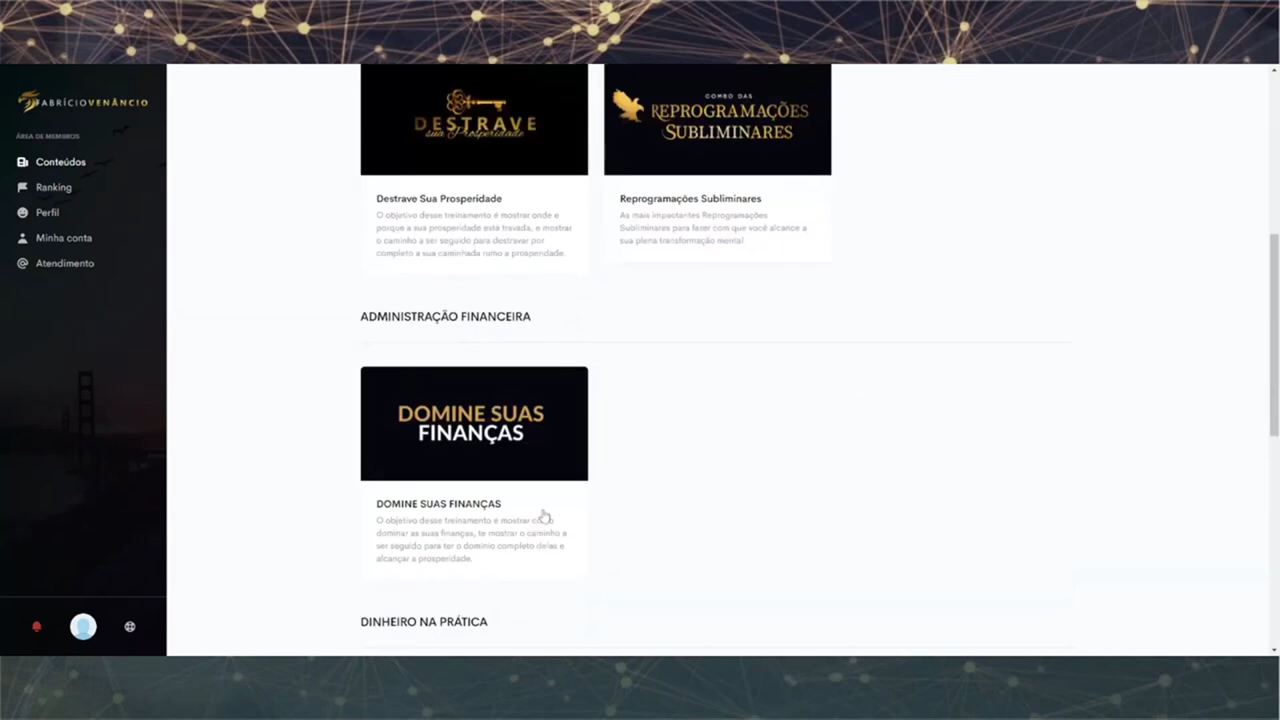 FABRÍCIOVENÂNCIO
ÁREA DE MEMBROS
Conteúdos
Ranking
Perfil
Minha conta
Atendimento
DESTRAVE
sua Prosperidade
COMBO DAS
REPROGRAMAÇÕES
SUBLIMINARES
Destrave Sua Prosperidade
O objetivo desse treinamento é mostrar onde e
porque a sua prosperidade está travada, e mostrar
o caminho a ser seguido para destravar por
completo a sua caminhada rumo a prosperidade.
Reprogramações Subliminares
As mais impactantes Reprogramações
Subliminares para fazer com que você alcance a
sua plena transformação mental
ADMINISTRAÇÃO FINANCEIRA
DOMINE SUAS
FINANÇAS
DOMINE SUAS FINANÇAS
O objetivo desse treinamento é mostrar como
dominar as suas finanças, te mostrar o caminho a
ser seguido para ter o domínio completo delas e
alcançar a prosperidade.
DINHEIRO NA PRÁTICA